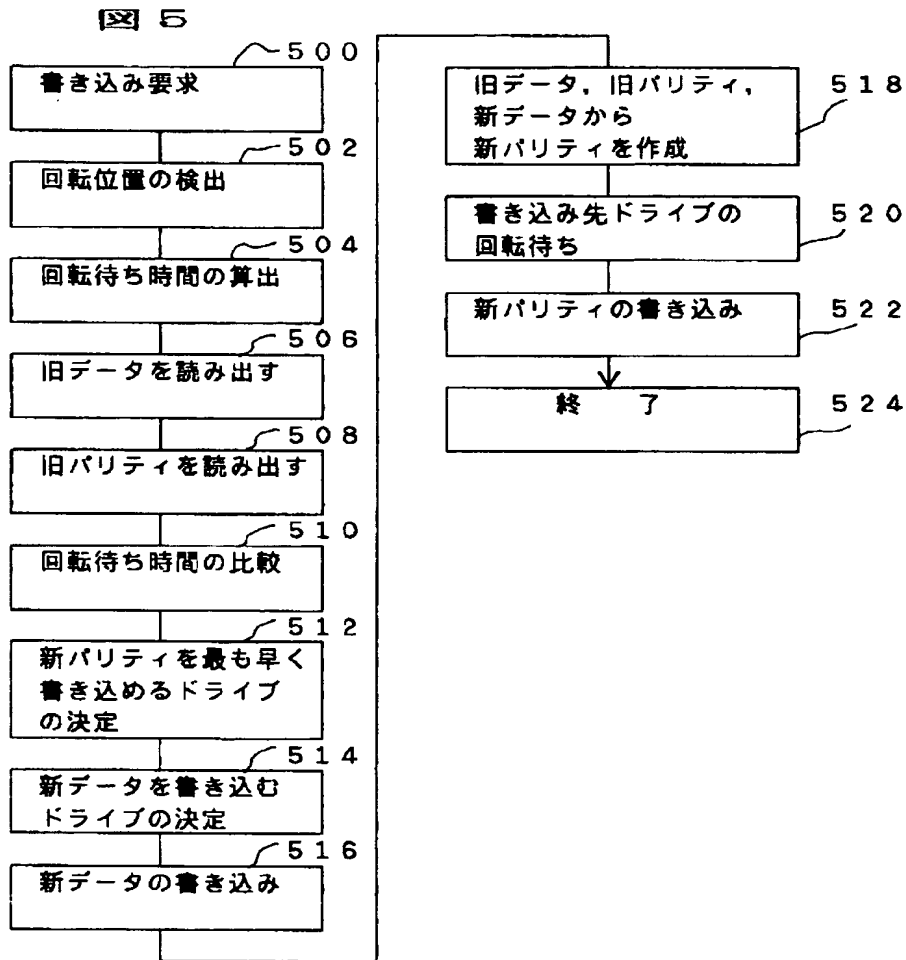 図 5
500
書き込み要求
502
回転位置の検出
504
回転待ち時間の算出
506
旧データを読み出す
508
旧パリティを読み出す
510
回転待ち時間の比較
512
新パリティを最も早く
書き込めるドライブ
の決定
514
新データを書き込む
ドライブの決定
516
新データの書き込み
旧データ，旧パリティ，
新データから
新パリティを作成
518
書き込み先ドライブの
回転待ち
520
新パリティの書き込み
522
終 了
524